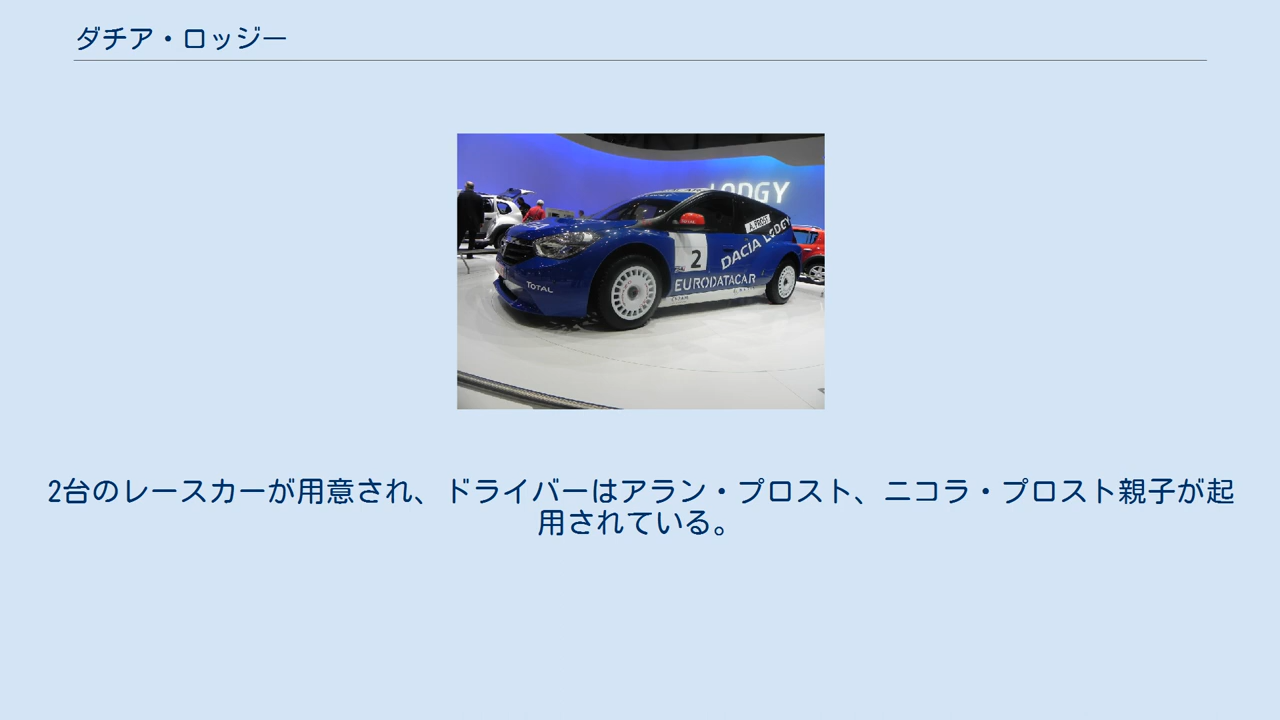 ダチア・ロッジー
LODGY
A.PROST
DACIA LODGY
2
EURODATACAR
TOTAL
2台のレースカーが用意され、ドライバーはアラン・プロスト、ニコラ・プロスト親子が起
用されている。